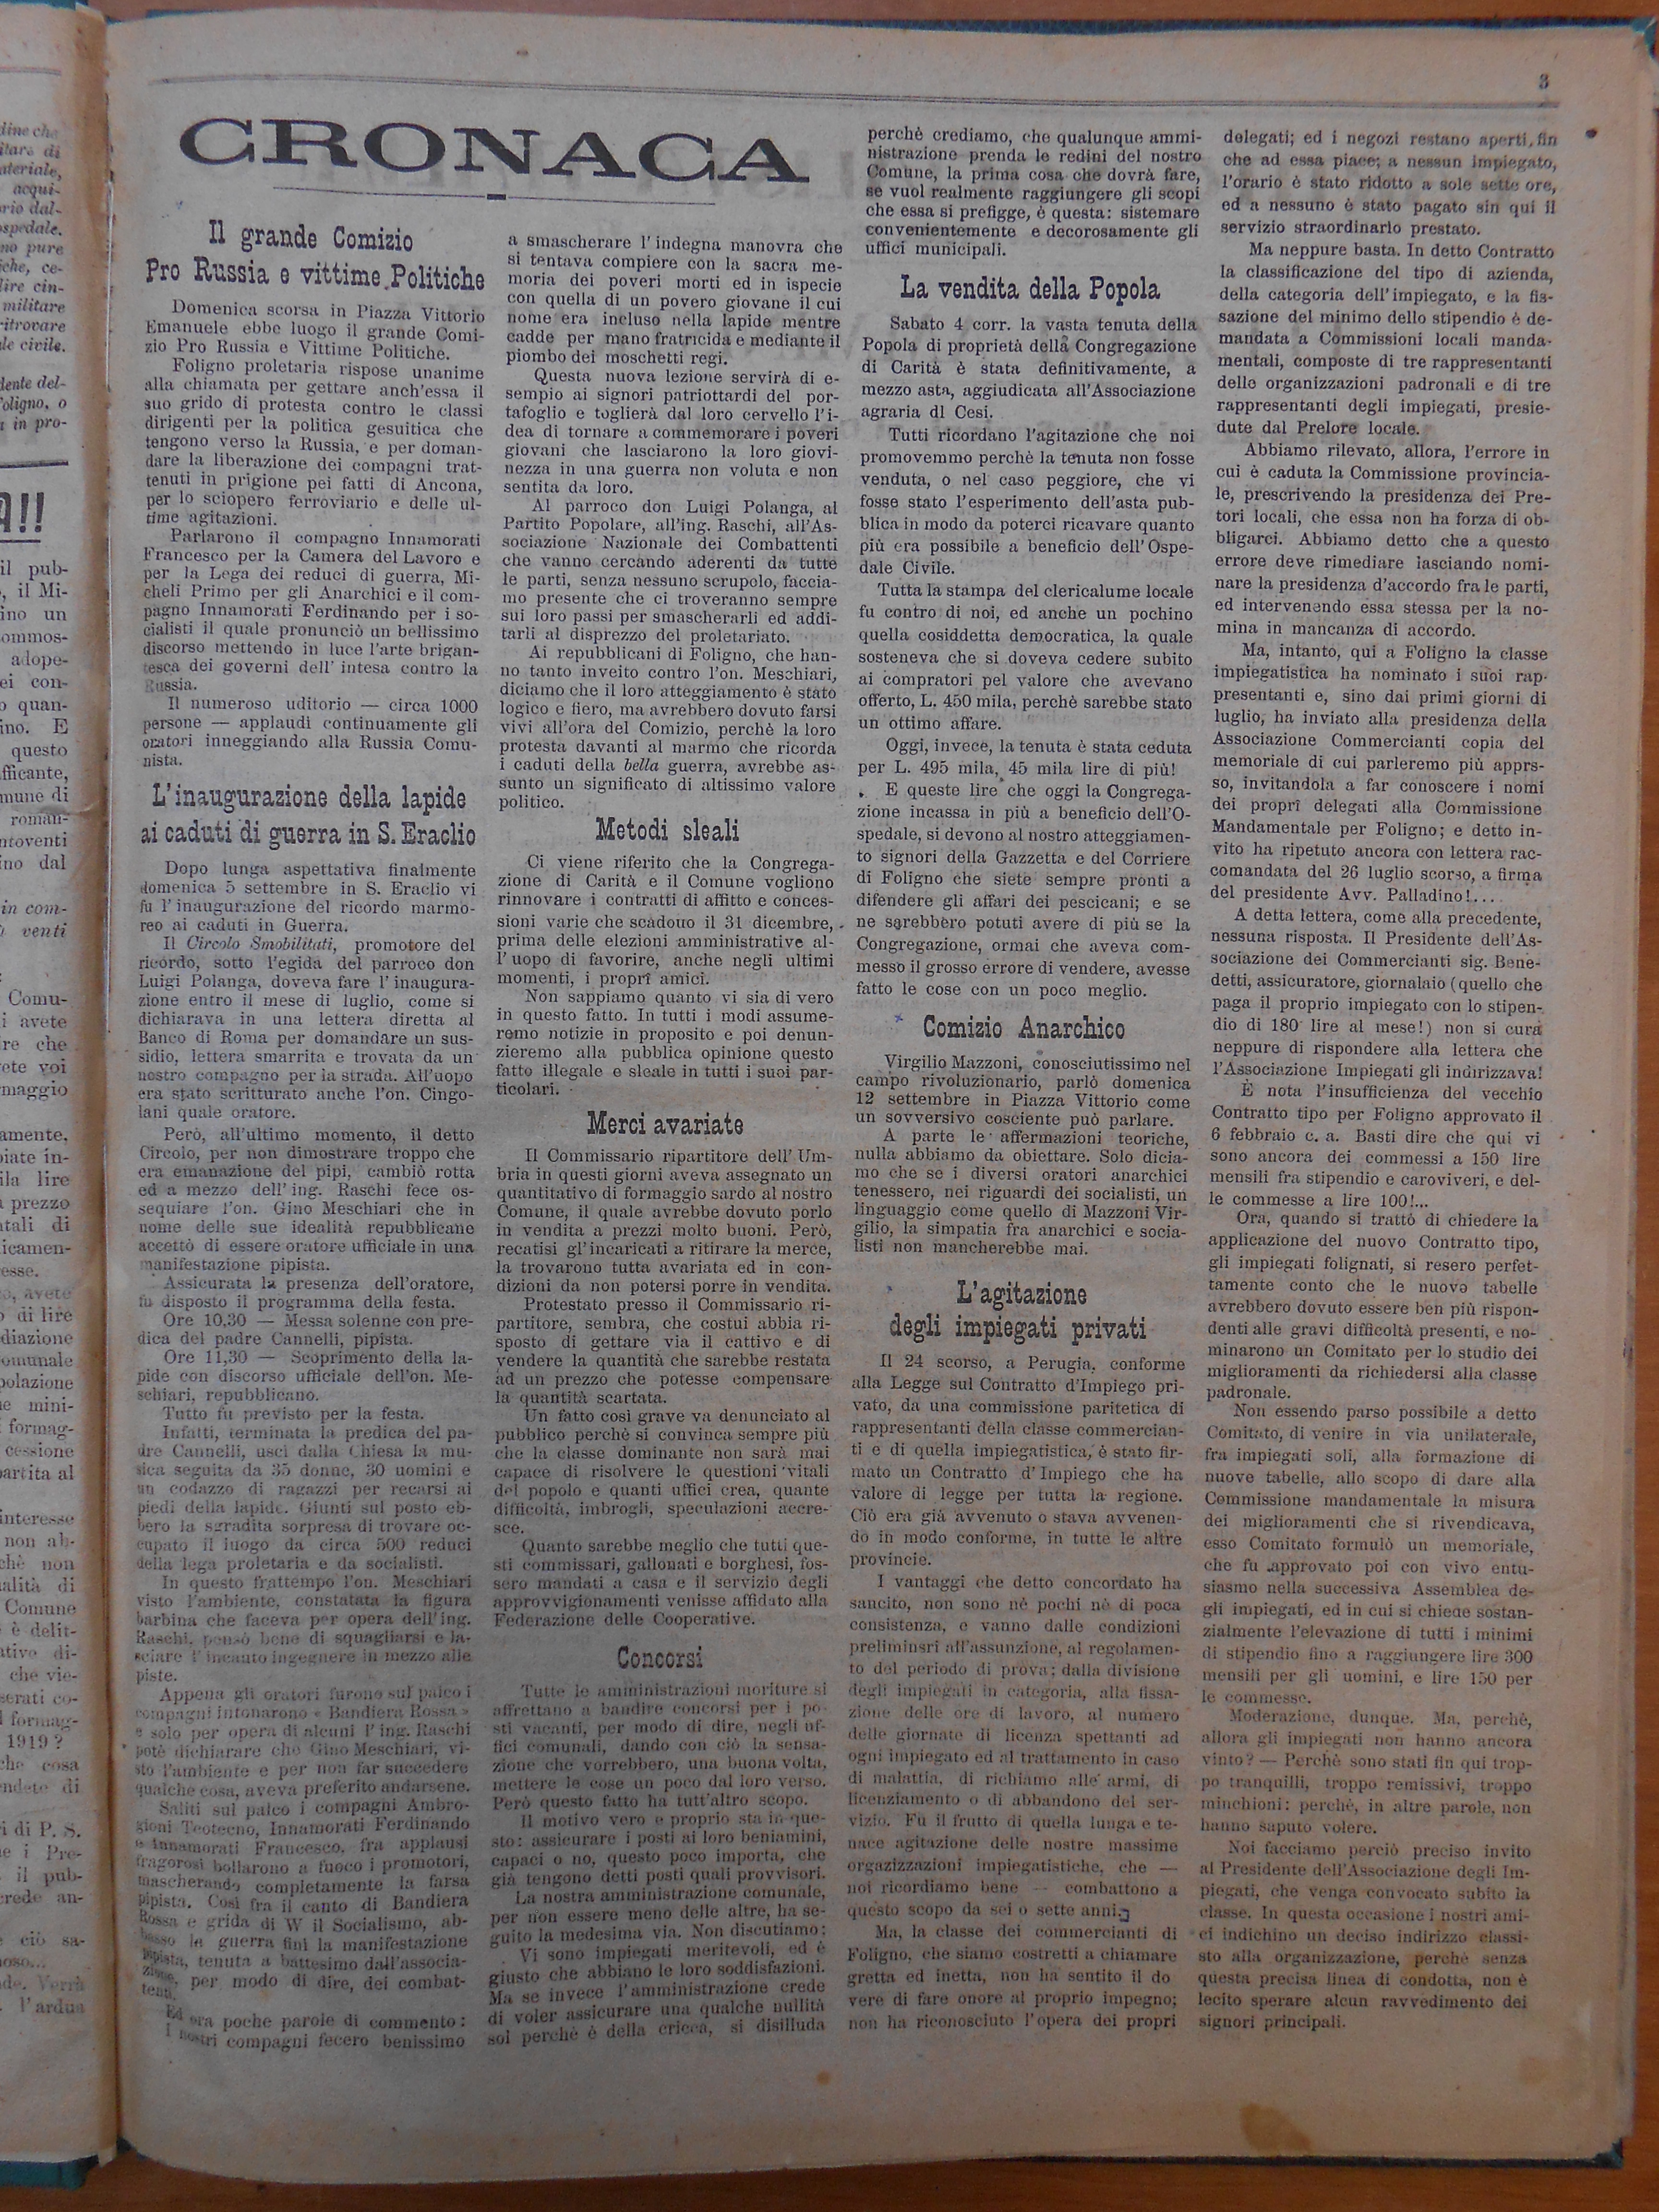 3
CRONACA
Il grande Comizio
Pro Russia e vittime Politiche
Domenica scorsa in Piazza Vittorio
Emanuele ebbe luogo il grande Comi-
zio Pro Russia e Vittime Politiche.
Foligno proletaria rispose unanime
alla chiamata per gettare anch'essa il
suo grido di protesta contro le classi
dirigenti per la politica gesuitica che
tengono verso la Russia, e per doman-
dare la liberazione dei compagni trat-
tenuti in prigione pei fatti di Ancona,
per lo sciopero ferroviario e delle ul-
time agitazioni.
Parlarono il compagno Innamorati
Francesco per la Camera del Lavoro e
per la Lega dei reduci di guerra, Mi-
cheli Primo per gli Anarchici e il com-
pagno Innamorati Ferdinando per i so-
cialisti il quale pronunciò un bellissimo
discorso mettendo in luce l'arte brigan-
tesca dei governi dell' intesa contro la
Russia.
Il numeroso uditorio — circa 1000
persone — applaudì continuamente gli
oratori inneggiando alla Russia Comu-
nista.
L'inaugurazione della lapide
ai caduti di guerra in S. Eraclio
Dopo lunga aspettativa finalmente
domenica 5 settembre in S. Eraclio vi
fu l' inaugurazione del ricordo marmo-
reo ai caduti in Guerra.
Il Circolo Smobilitati, promotore del
ricordo, sotto l'egida del parroco don
Luigi Polanga, doveva fare l' inaugura-
zione entro il mese di luglio, come si
dichiarava in una lettera diretta al
Banco di Roma per domandare un sus-
sidio, lettera smarrita e trovata da un
nostro compagno per la strada. All'uopo
era stato scritturato anche l'on. Cingo-
lani quale oratore.
Però, all'ultimo momento, il detto
Circolo, per non dimostrare troppo che
era emanazione del pipi, cambiò rotta
ed a mezzo dell' ing. Raschi fece os-
sequiare l'on. Gino Meschiari che in
nome delle sue idealità repubblicane
accettò di essere oratore ufficiale in una
manifestazione pipista.
Assicurata la presenza dell'oratore,
fu disposto il programma della festa.
Ore 10,30 — Messa solenne con pre-
dica del padre Cannelli, pipista.
Ore 11,30 — Scoprimento della la-
pide con discorso ufficiale dell'on. Me-
schiari, repubblicano.
Tutto fu previsto per la festa.
Infatti, terminata la predica del pa-
dre Cannelli, uscì dalla Chiesa la mu-
sica seguita da 35 donne, 30 uomini e
un codazzo di ragazzi per recarsi ai
piedi della lapide. Giunti sul posto eb-
bero la sgradita sorpresa di trovare oc-
cupato il luogo da circa 500 reduci
della lega proletaria e da socialisti.
In questo frattempo l'on. Meschiari
visto l'ambiente, constatata la figura
barbina che faceva per opera dell'ing.
Raschi, pensò bene di squagliarsi e la-
sciare l' incauto ingegnere in mezzo alle
piste.
Appena gli oratori furono sul palco i
compagni intonarono « Bandiera Rossa »
e solo per opera di alcuni l' ing. Raschi
potè dichiarare che Gino Meschiari, vi-
sto l'ambiente e per non far succedere
qualche cosa, aveva preferito andarsene.
Saliti sul palco i compagni Ambro-
gioni Teotecno, Innamorati Ferdinando
e Innamorati Francesco, fra applausi
fragorosi bollarono a fuoco i promotori,
mascherando completamente la farsa
pipista. Così fra il canto di Bandiera
Rossa e grida di W il Socialismo, ab-
basso la guerra finì la manifestazione
pipista, tenuta a battesimo dall'associa-
zione, per modo di dire, dei combat-
tenti.
Ed ora poche parole di commento:
I nostri compagni fecero benissimo
a smascherare l' indegna manovra che
si tentava compiere con la sacra me-
moria dei poveri morti ed in ispecie
con quella di un povero giovane il cui
nome era incluso nella lapide mentre
cadde per mano fratricida e mediante il
piombo dei moschetti regi.
Questa nuova lezione servirà di e-
sempio ai signori patriottardi del por-
tafoglio e toglierà dal loro cervello l'i-
dea di tornare a commemorare i poveri
giovani che lasciarono la loro giovi-
nezza in una guerra non voluta e non
sentita da loro.
Al parroco don Luigi Polanga, al
Partito Popolare, all'ing. Raschi, all'As-
sociazione Nazionale dei Combattenti
che vanno cercando aderenti da tutte
le parti, senza nessuno scrupolo, faccia-
mo presente che ci troveranno sempre
sui loro passi per smascherarli ed addi-
tarli al disprezzo del proletariato.
Ai repubblicani di Foligno, che han-
no tanto inveito contro l'on. Meschiari,
diciamo che il loro atteggiamento è stato
logico e fiero, ma avrebbero dovuto farsi
vivi all'ora del Comizio, perchè la loro
protesta davanti al marmo che ricorda
i caduti della bella guerra, avrebbe as-
sunto un significato di altissimo valore
politico.
Metodi sleali
Ci viene riferito che la Congrega-
zione di Carità e il Comune vogliono
rinnovare i contratti di affitto e conces-
sioni varie che scadono il 31 dicembre,
prima delle elezioni amministrative al-
l' uopo di favorire, anche negli ultimi
momenti, i proprî amici.
Non sappiamo quanto vi sia di vero
in questo fatto. In tutti i modi assume-
remo notizie in proposito e poi denun-
zieremo alla pubblica opinione questo
fatto illegale e sleale in tutti i suoi par-
ticolari.
Merci avariate
Il Commissario ripartitore dell' Um-
bria in questi giorni aveva assegnato un
quantitativo di formaggio sardo al nostro
Comune, il quale avrebbe dovuto porlo
in vendita a prezzi molto buoni. Però,
recatisi gl'incaricati a ritirare la merce,
la trovarono tutta avariata ed in con-
dizioni da non potersi porre in vendita.
Protestato presso il Commissario ri-
partitore, sembra, che costui abbia ri-
sposto di gettare via il cattivo e di
vendere la quantità che sarebbe restata
ad un prezzo che potesse compensare
la quantità scartata.
Un fatto così grave va denunciato al
pubblico perchè si convinca sempre più
che la classe dominante non sarà mai
capace di risolvere le questioni vitali
del popolo e quanti uffici crea, quante
difficoltà, imbrogli, speculazioni accre-
sce.
Quanto sarebbe meglio che tutti que-
sti commissari, gallonati e borghesi, fos-
sero mandati a casa e il servizio degli
approvvigionamenti venisse affidato alla
Federazione delle Cooperative.
Concorsi
Tutte le amministrazioni moriture si
affrettano a bandire concorsi per i po-
sti vacanti, per modo di dire, negli uf-
fici comunali, dando con ciò la sensa-
zione che vorrebbero, una buona volta,
mettere le cose un poco dal loro verso.
Però questo fatto ha tutt'altro scopo.
Il motivo vero e proprio sta in que-
sto: assicurare i posti ai loro beniamini,
capaci o no, questo poco importa, che
già tengono detti posti quali provvisori.
La nostra amministrazione comunale,
per non essere meno delle altre, ha se-
guito la medesima via. Non discutiamo:
Vi sono impiegati meritevoli, ed è
giusto che abbiano le loro soddisfazioni.
Ma se invece l'amministrazione crede
di voler assicurare una qualche nullità
sol perchè è della cricca, si disilluda
perchè crediamo, che qualunque ammi-
nistrazione prenda le redini del nostro
Comune, la prima cosa che dovrà fare,
se vuol realmente raggiungere gli scopi
che essa si prefigge, è questa: sistemare
convenientemente e decorosamente gli
uffici municipali.
La vendita della Popola
Sabato 4 corr. la vasta tenuta della
Popola di proprietà della Congregazione
di Carità è stata definitivamente, a
mezzo asta, aggiudicata all'Associazione
agraria di Cesi.
Tutti ricordano l'agitazione che noi
promovemmo perchè la tenuta non fosse
venduta, o nel caso peggiore, che vi
fosse stato l'esperimento dell'asta pub-
blica in modo da poterci ricavare quanto
più era possibile a beneficio dell' Ospe-
dale Civile.
Tutta la stampa del clericalume locale
fu contro di noi, ed anche un pochino
quella cosiddetta democratica, la quale
sosteneva che si doveva cedere subito
ai compratori pel valore che avevano
offerto, L. 450 mila, perchè sarebbe stato
un ottimo affare.
Oggi, invece, la tenuta è stata ceduta
per L. 495 mila, 45 mila lire di più!
E queste lire che oggi la Congrega-
zione incassa in più a beneficio dell'O-
spedale, si devono al nostro atteggiamen-
to signori della Gazzetta e del Corriere
di Foligno che siete sempre pronti a
difendere gli affari dei pescicani; e se
ne sarebbero potuti avere di più se la
Congregazione, ormai che aveva com-
messo il grosso errore di vendere, avesse
fatto le cose con un poco meglio.
Comizio Anarchico
Virgilio Mazzoni, conosciutissimo nel
campo rivoluzionario, parlò domenica
12 settembre in Piazza Vittorio come
un sovversivo cosciente può parlare.
A parte le affermazioni teoriche,
nulla abbiamo da obiettare. Solo dicia-
mo che se i diversi oratori anarchici
tenessero, nei riguardi dei socialisti, un
linguaggio come quello di Mazzoni Vir-
gilio, la simpatia fra anarchici e socia-
listi non mancherebbe mai.
L'agitazione
degli impiegati privati
Il 24 scorso, a Perugia, conforme
alla Legge sul Contratto d'Impiego pri-
vato, da una commissione paritetica di
rappresentanti della classe commercian-
ti e di quella impiegatistica, è stato fir-
mato un Contratto d' Impiego che ha
valore di legge per tutta la regione.
Ciò era già avvenuto o stava avvenen-
do in modo conforme, in tutte le altre
provincie.
I vantaggi che detto concordato ha
sancito, non sono nè pochi nè di poca
consistenza, e vanno dalle condizioni
preliminsri all'assunzione, al regolamen-
to del periodo di prova; dalla divisione
degli impiegati in categoria, alla fissa-
zione delle ore di lavoro, al numero
delle giornate di licenza spettanti ad
ogni impiegato ed al trattamento in caso
di malattia, di richiamo alle armi, di
licenziamento o di abbandono del ser-
vizio. Fu il frutto di quella lunga e te-
nace agitazione delle nostre massime
orgazizzazioni impiegatistiche, che —
noi ricordiamo bene — combattono a
questo scopo da sei o sette anni.
Ma, la classe dei commercianti di
Foligno, che siamo costretti a chiamare
gretta ed inetta, non ha sentito il do
vere di fare onore al proprio impegno;
non ha riconosciuto l'opera dei propri
delegati; ed i negozi restano aperti, fin
che ad essa piace; a nessun impiegato,
l'orario è stato ridotto a sole sette ore,
ed a nessuno è stato pagato sin qui il
servizio straordinarlo prestato.
Ma neppure basta. In detto Contratto
la classificazione del tipo di azienda,
della categoria dell'impiegato, e la fis-
sazione del minimo dello stipendio è de-
mandata a Commissioni locali manda-
mentali, composte di tre rappresentanti
delle organizzazioni padronali e di tre
rappresentanti degli impiegati, presie-
dute dal Prelore locale.
Abbiamo rilevato, allora, l'errore in
cui è caduta la Commissione provincia-
le, prescrivendo la presidenza dei Pre-
tori locali, che essa non ha forza di ob-
bligarci. Abbiamo detto che a questo
errore deve rimediare lasciando nomi-
nare la presidenza d'accordo fra le parti,
ed intervenendo essa stessa per la no-
mina in mancanza di accordo.
Ma, intanto, qui a Foligno la classe
impiegatistica ha nominato i suoi rap-
presentanti e, sino dai primi giorni di
luglio, ha inviato alla presidenza della
Associazione Commercianti copia del
memoriale di cui parleremo più apprs-
so, invitandola a far conoscere i nomi
dei proprî delegati alla Commissione
Mandamentale per Foligno; e detto in-
vito ha ripetuto ancora con lettera rac-
comandata del 26 luglio scorso, a firma
del presidente Avv. Palladino!...
A detta lettera, come alla precedente,
nessuna risposta. Il Presidente dell'As-
sociazione dei Commercianti sig. Bene-
detti, assicuratore, giornalaio (quello che
paga il proprio impiegato con lo stipen-
dio di 180 lire al mese!) non si cura
neppure di rispondere alla lettera che
l'Associazione Impiegati gli indirizzava!
È nota l'insufficienza del vecchio
Contratto tipo per Foligno approvato il
6 febbraio c. a. Basti dire che qui vi
sono ancora dei commessi a 150 lire
mensili fra stipendio e caroviveri, e del-
le commesse a lire 100!...
Ora, quando si trattò di chiedere la
applicazione del nuovo Contratto tipo,
gli impiegati folignati, si resero perfet-
tamente conto che le nuove tabelle
avrebbero dovuto essere ben più rispon-
denti alle gravi difficoltà presenti, e no-
minarono un Comitato per lo studio dei
miglioramenti da richiedersi alla classe
padronale.
Non essendo parso possibile a detto
Comitato, di venire in via unilaterale,
fra impiegati soli, alla formazione di
nuove tabelle, allo scopo di dare alla
Commissione mandamentale la misura
dei miglioramenti che si rivendicava,
esso Comitato formulò un memoriale,
che fu approvato poi con vivo entu-
siasmo nella successiva Assemblea de-
gli impiegati, ed in cui si chiede sostan-
zialmente l'elevazione di tutti i minimi
di stipendio fino a raggiungere lire 300
mensili per gli uomini, e lire 150 per
le commesse.
Moderazione, dunque. Ma, perchè,
allora gli impiegati non hanno ancora
vinto? — Perchè sono stati fin quì trop-
po tranquilli, troppo remissivi, troppo
minchioni: perchè, in altre parole, non
hanno saputo volere.
Noi facciamo perciò preciso invito
al Presidente dell'Associazione degli Im-
piegati, che venga convocato subito la
classe. In questa occasione i nostri ami-
ci indichino un deciso indirizzo classi-
sto alla organizzazione, perchè senza
questa precisa linea di condotta, non è
lecito sperare alcun ravvedimento dei
signori principali.